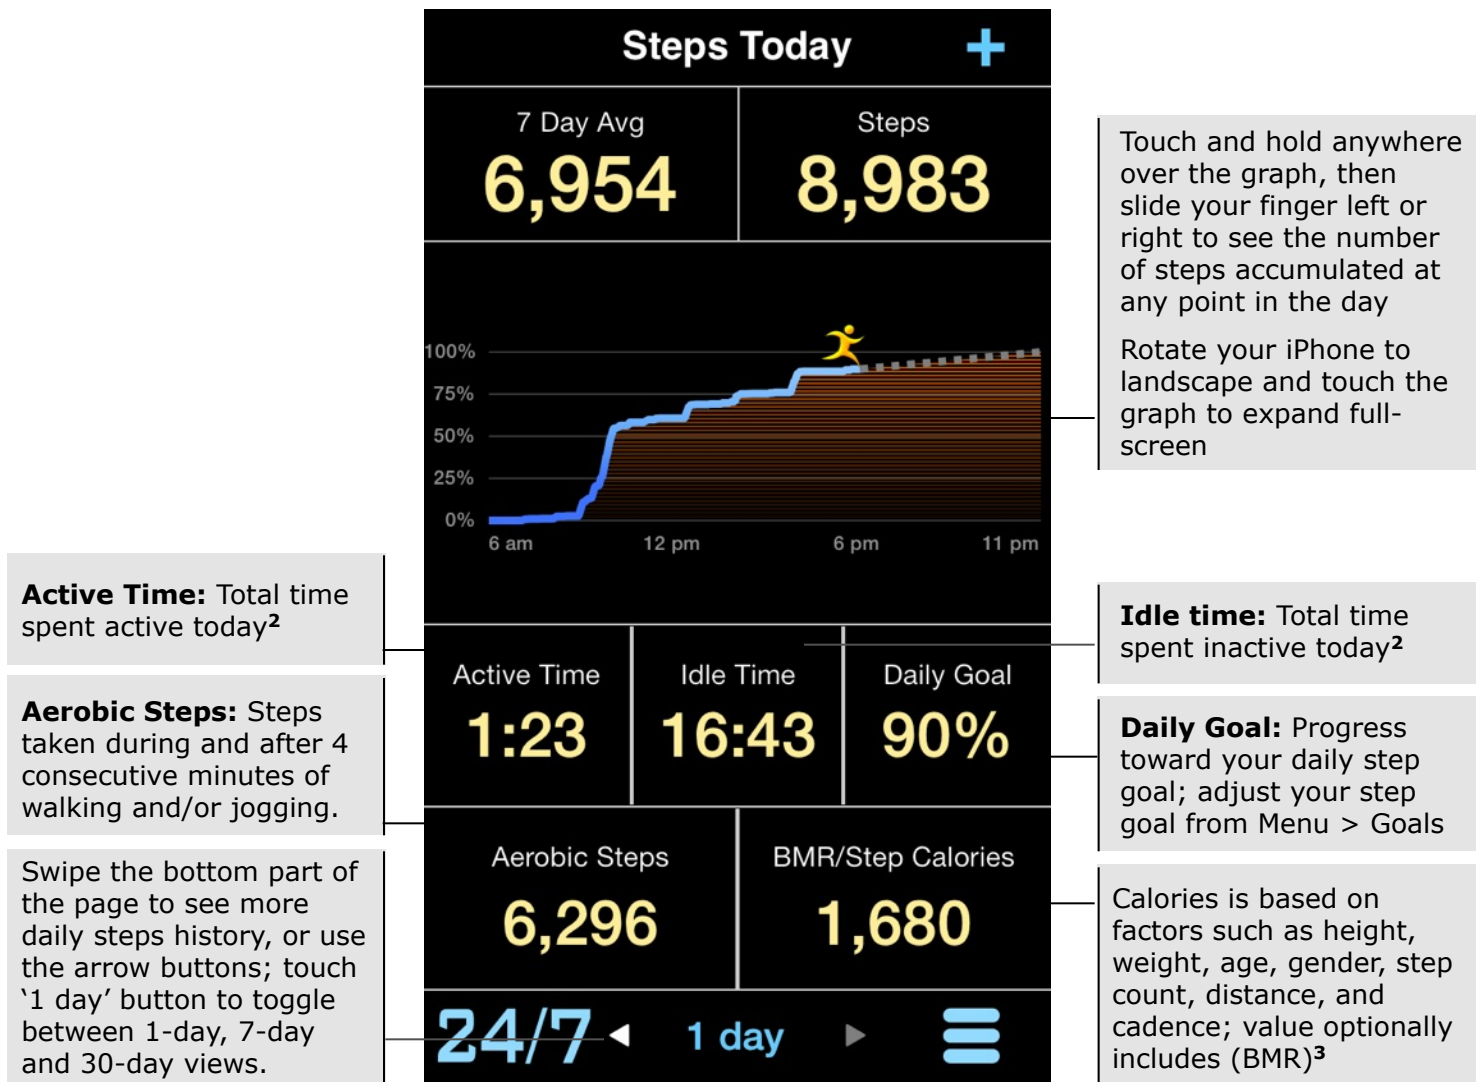 Steps Today
7 Day Avg
6,954
Steps
8,983
100%
75%
50%
25%
0%
6 am
12 pm
6 pm
11 pm
Active Time
1:23
Idle Time
16:43
Daily Goal
90%
Aerobic Steps
6,296
BMR/Step Calories
1,680
24/7
1 day
Active Time: Total time
spent active today2
Aerobic Steps: Steps
taken during and after 4
consecutive minutes of
walking and/or jogging.
Swipe the bottom part of
the page to see more
daily steps history, or use
the arrow buttons; touch
‘1 day’ button to toggle
between 1-day, 7-day
and 30-day views.
Touch and hold anywhere
over the graph, then
slide your finger left or
right to see the number
of steps accumulated at
any point in the day
Rotate your iPhone to
landscape and touch the
graph to expand full-
screen
Idle time: Total time
spent inactive today2
Daily Goal: Progress
toward your daily step
goal; adjust your step
goal from Menu > Goals
Calories is based on
factors such as height,
weight, age, gender, step
count, distance, and
cadence; value optionally
includes (BMR)3